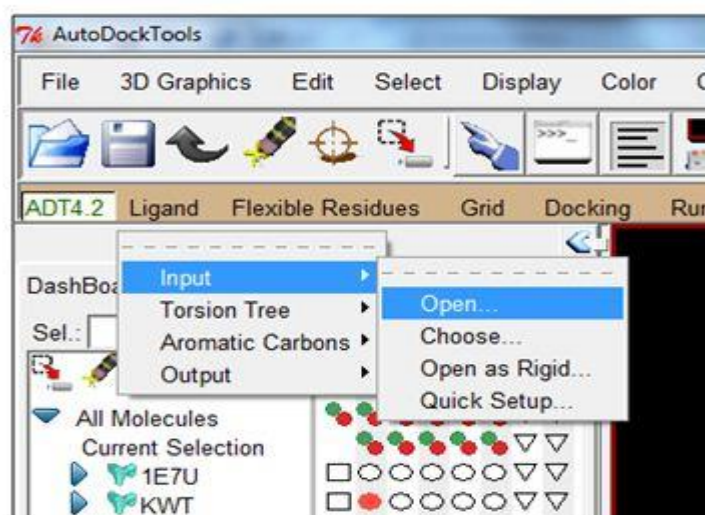 AutoDockTools
File 3D Graphics Edit Select Display Color
>>>_
ADT4.2 Ligand Flexible Residues Grid Docking
Input
Torsion Tree
Aromatic Carbons
Output
Open...
Choose...
Open as Rigid...
Quick Setup...
Sel.:
All Molecules
Current Selection
1E7U
KWT